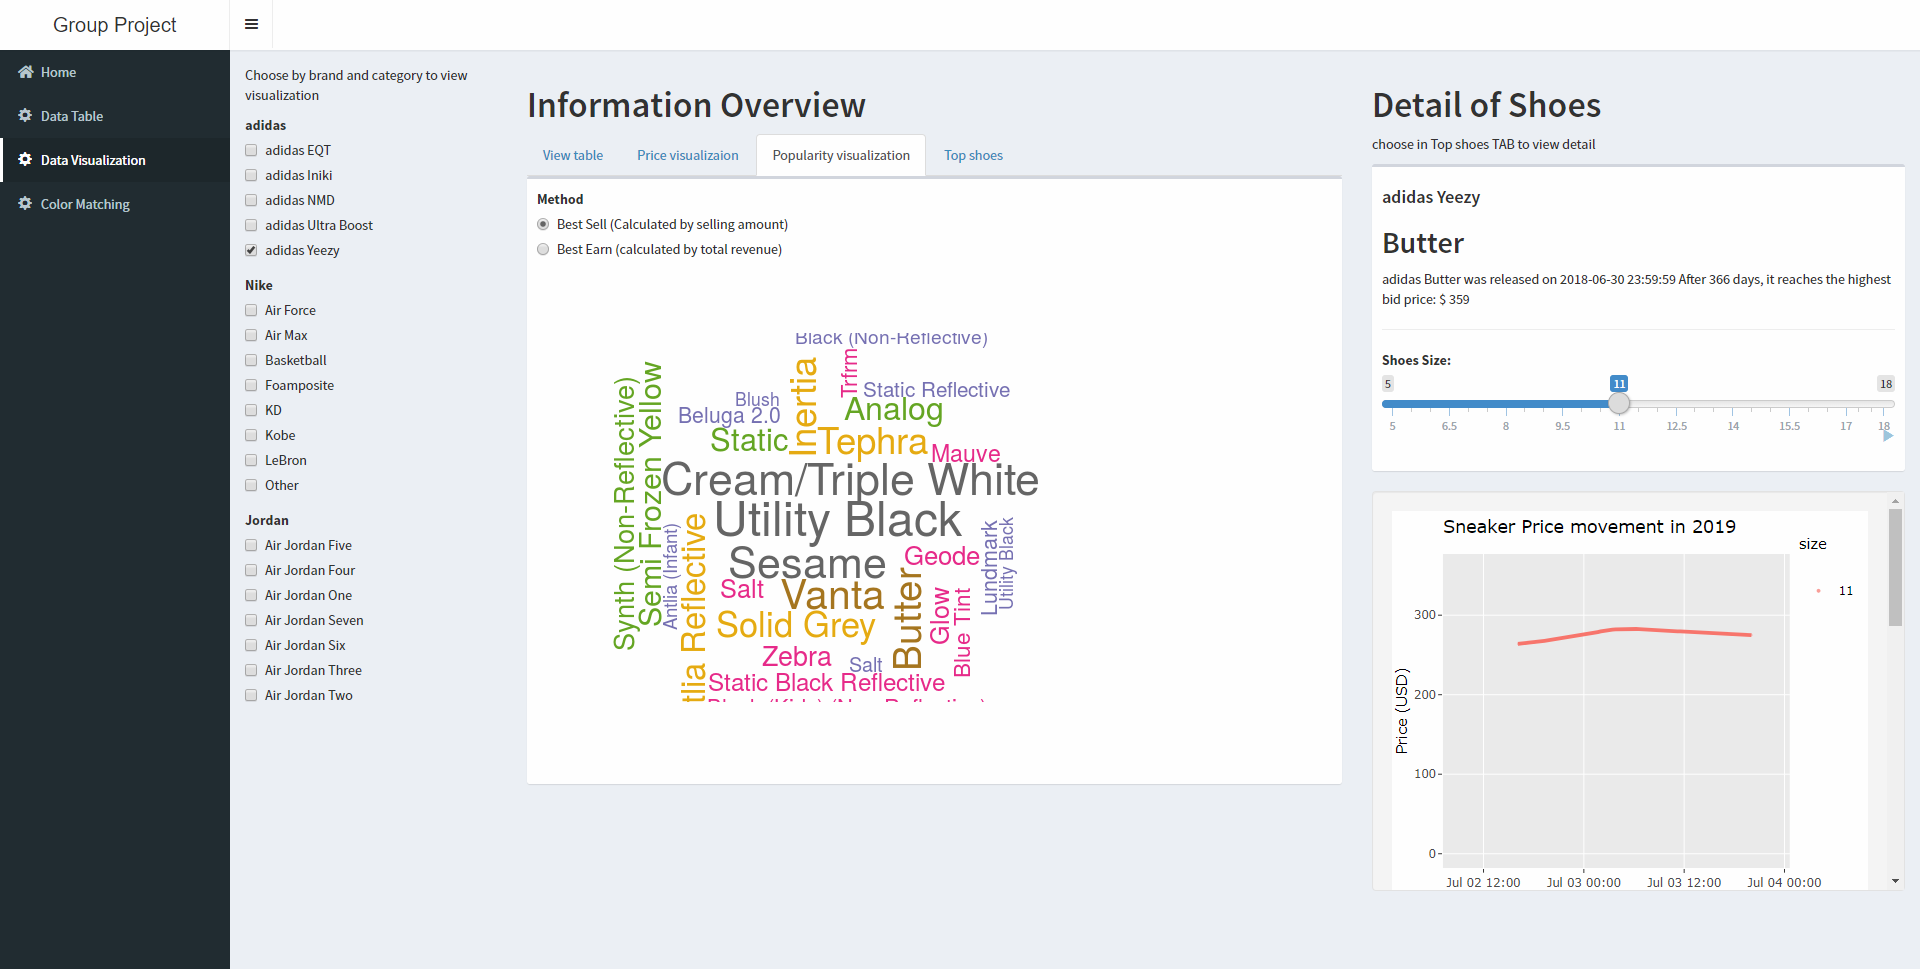 Group Project
Home
Data Table
Data Visualization
Color Matching
Choose by brand and category to view
visualization
adidas
adidas EQT
adidas Iniki
adidas NMD
adidas Ultra Boost
adidas Yeezy
Nike
Air Force
Air Max
Basketball
Foamposite
KD
Kobe
LeBron
Other
Jordan
Air Jordan Five
Air Jordan Four
Air Jordan One
Air Jordan Seven
Air Jordan Six
Air Jordan Three
Air Jordan Two
Information Overview
View table
Price visualizaion
Popularity visualization
Top shoes
Method
Best Sell (Calculated by selling amount)
Best Earn (calculated by total revenue)
Black (Non-Reflective)
Trfrm
Inertia
Static Reflective
Blush
Beluga 2.0
Analog
Static
Tephra
Mauve
Synth (Non-Reflective)
Semi Frozen Yellow
Cream/Triple White
Utility Black
Sesame
Geode
Antlia (Infant)
tlia Reflective
Lundmark
Utility Black
Salt
Vanta
Butter
Glow
Blue Tint
Solid Grey
Zebra
Salt
Static Black Reflective
Detail of Shoes
choose in Top shoes TAB to view detail
adidas Yeezy
Butter
adidas Butter was released on 2018-06-30 23:59:59 After 366 days, it reaches the highest
bid price: $ 359
Shoes Size:
5
11
18
5 6.5 8 9.5 11 12.5 14 15.5 17 18
Sneaker Price movement in 2019
size
11
Price (USD)
300
200
100
0
Jul 02 12:00
Jul 03 00:00
Jul 03 12:00
Jul 04 00:00